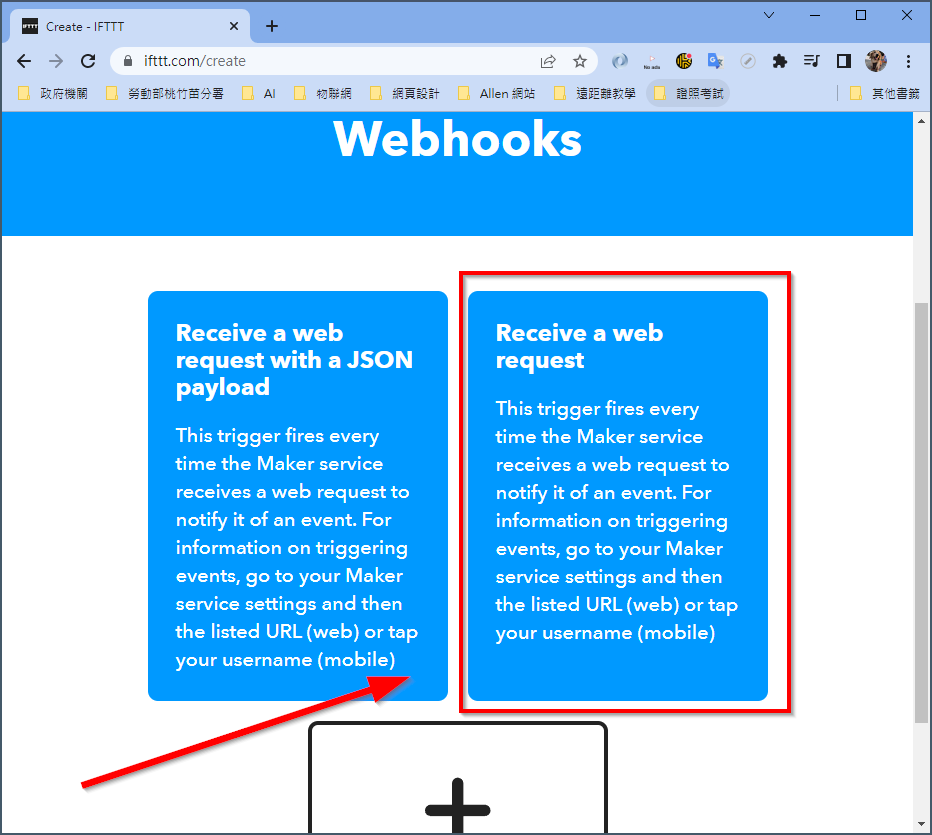 Create - IFTTT
ifttt.com/create
No ads
政府機關 勞動部桃竹苗分署 AI 物聯網 網頁設計 Allen 網站 遠距離教學 證照考試 其他書籤
Webhooks
Receive a web
request with a JSON
payload
This trigger fires every
time the Maker service
receives a web request to
notify it of an event. For
information on triggering
events, go to your Maker
service settings and then
the listed URL (web) or tap
your username (mobile)
Receive a web
request
This trigger fires every
time the Maker service
receives a web request to
notify it of an event. For
information on triggering
events, go to your Maker
service settings and then
the listed URL (web) or tap
your username (mobile)